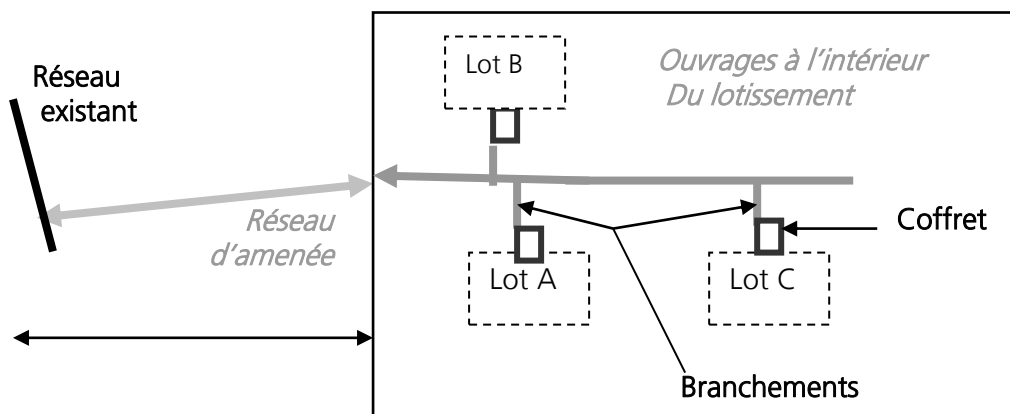 Réseau
existant
Réseau
d'amenée
Lot B
Ouvrages à l'intérieur
Du lotissement
Coffret
Lot A
Lot C
Branchements